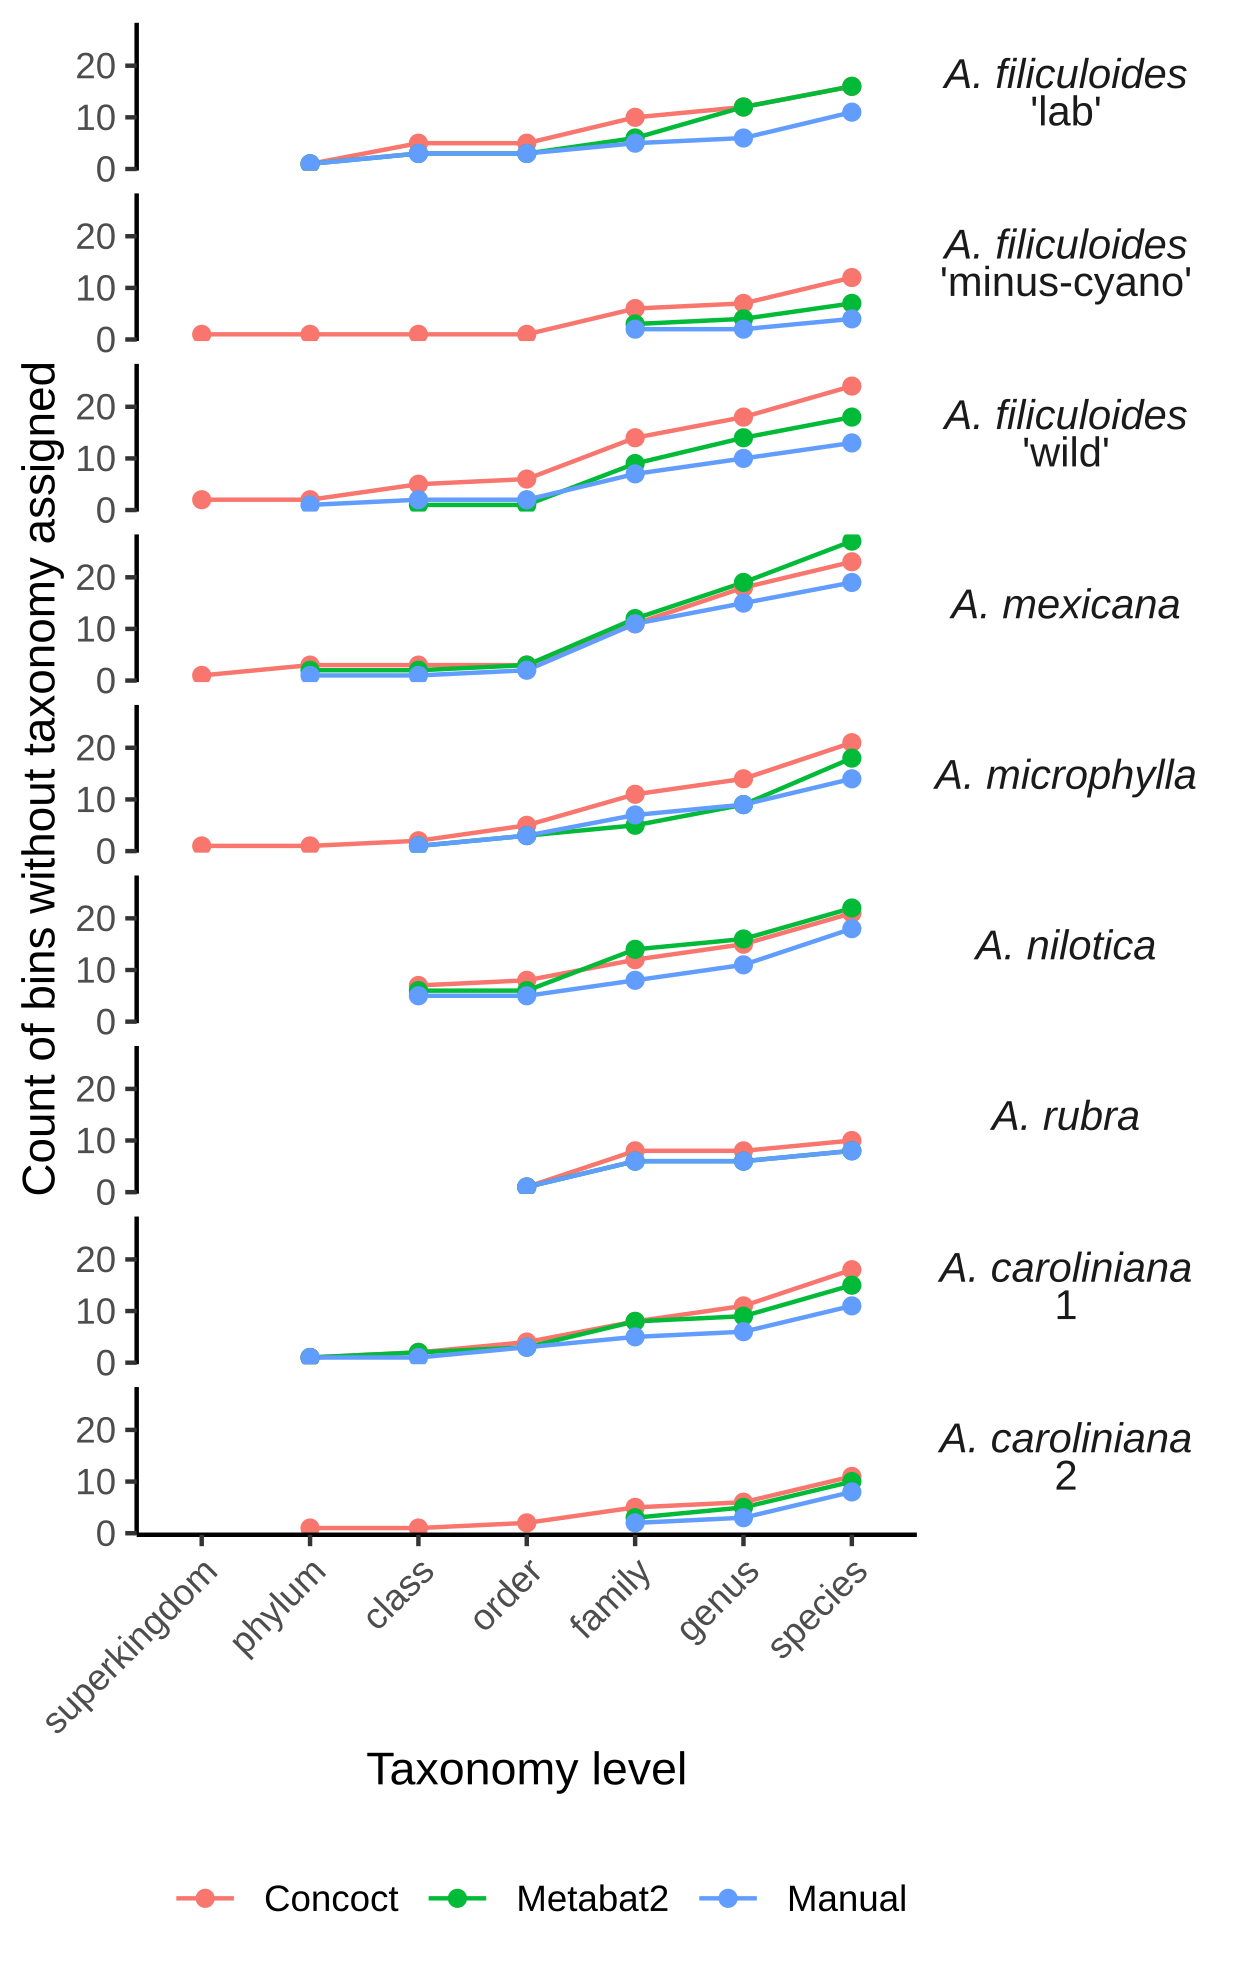 Count of bins without taxonomy assigned
20
10
0
A. filiculoides
'lab'
20
10
0
A. filiculoides
'minus-cyano'
20
10
0
A. filiculoides
'wild'
20
10
0
A. mexicana
20
10
0
A. microphylla
20
10
0
A. nilotica
20
10
0
A. rubra
20
10
0
A. caroliniana
1
20
10
0
A. caroliniana
2
superkingdom
phylum
class
order
family
genus
species
Taxonomy level
Concoct
Metabat2
Manual